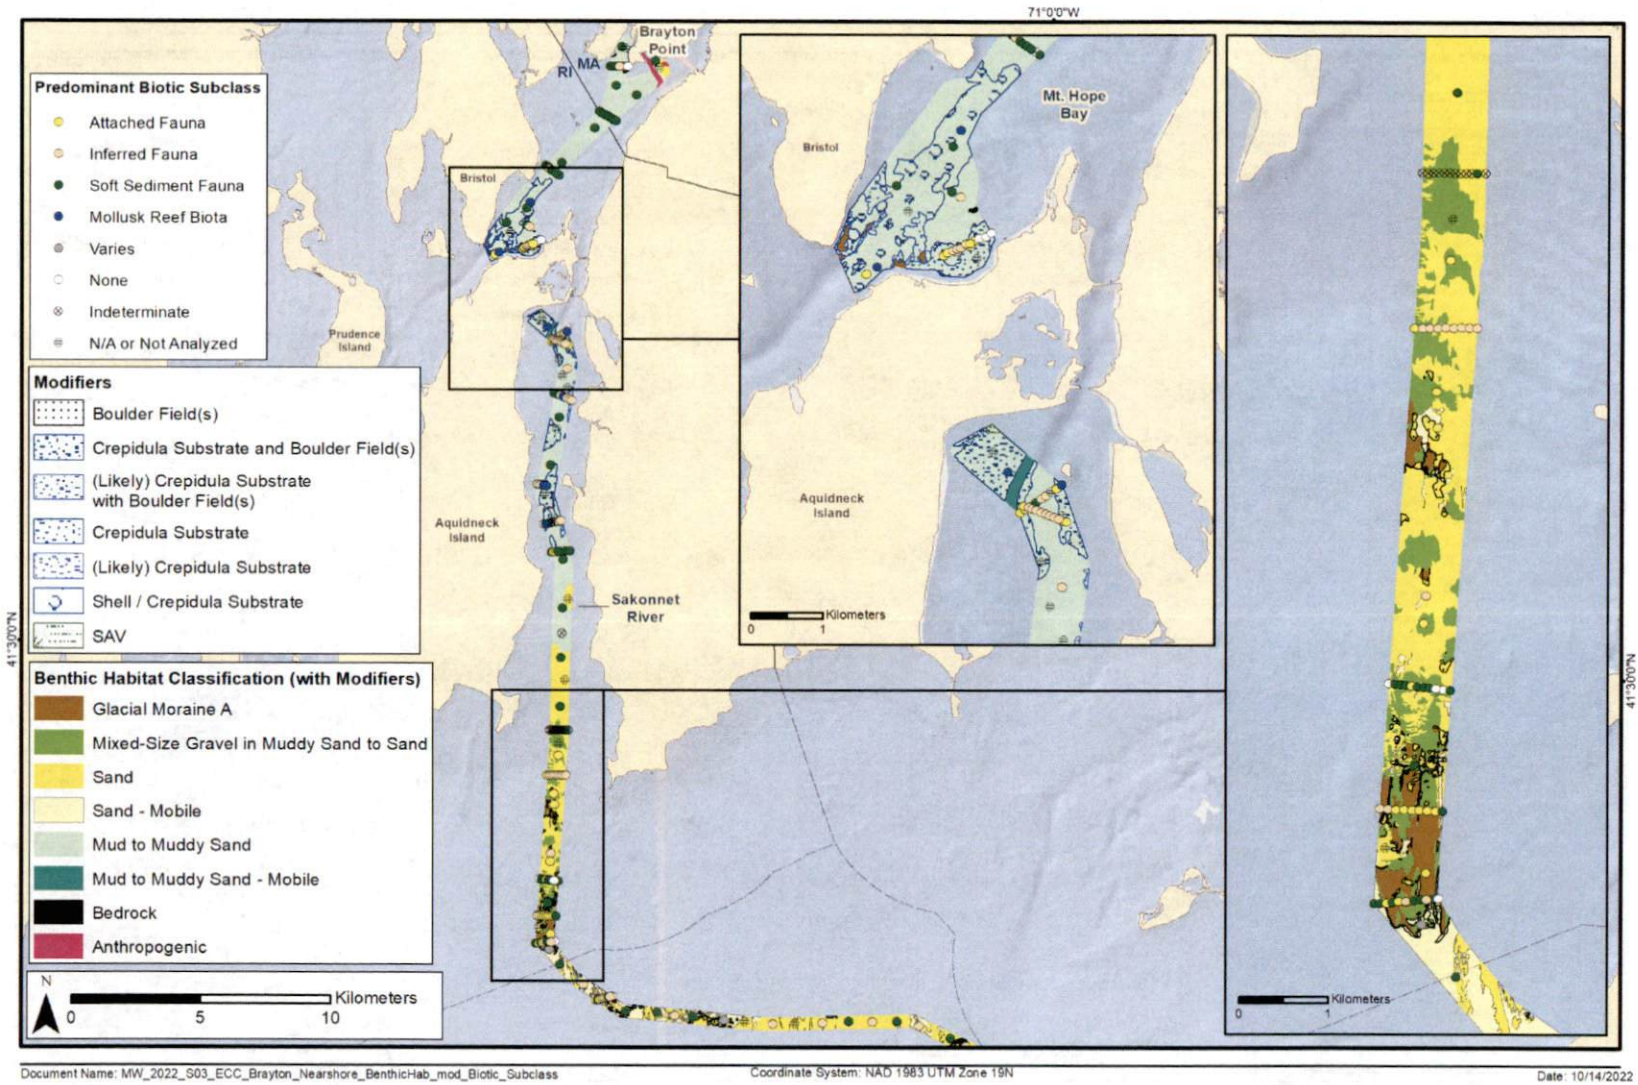 71°0'0"W
Brayton
Point
MA
RI
Predominant Biotic Subclass
Attached Fauna
Inferred Fauna
Soft Sediment Fauna
Mollusk Reef Biota
Varies
None
Indeterminate
N/A or Not Analyzed
Modifiers
Boulder Field(s)
Crepidula Substrate and Boulder Field(s)
(Likely) Crepidula Substrate
with Boulder Field(s)
Crepidula Substrate
(Likely) Crepidula Substrate
Shell / Crepidula Substrate
SAV
Benthic Habitat Classification (with Modifiers)
Glacial Moraine A
Mixed-Size Gravel in Muddy Sand to Sand
Sand
Sand - Mobile
Mud to Muddy Sand
Mud to Muddy Sand - Mobile
Bedrock
Anthropogenic
N
Kilometers
0 5 10
Bristol
Prudence
Island
Aquidneck
Island
Sakonnet
River
Mt. Hope
Bay
Bristol
Aquidneck
Island
Kilometers
0 1
Kilometers
0 1
41°30'0"N
41°30'0"N
Document Name: MW_2022_S03_ECC_Brayton_Nearshore_BenthicHab_mod_Biotic_Subclass
Coordinate System: NAD 1983 UTM Zone 19N
Date: 10/14/2022